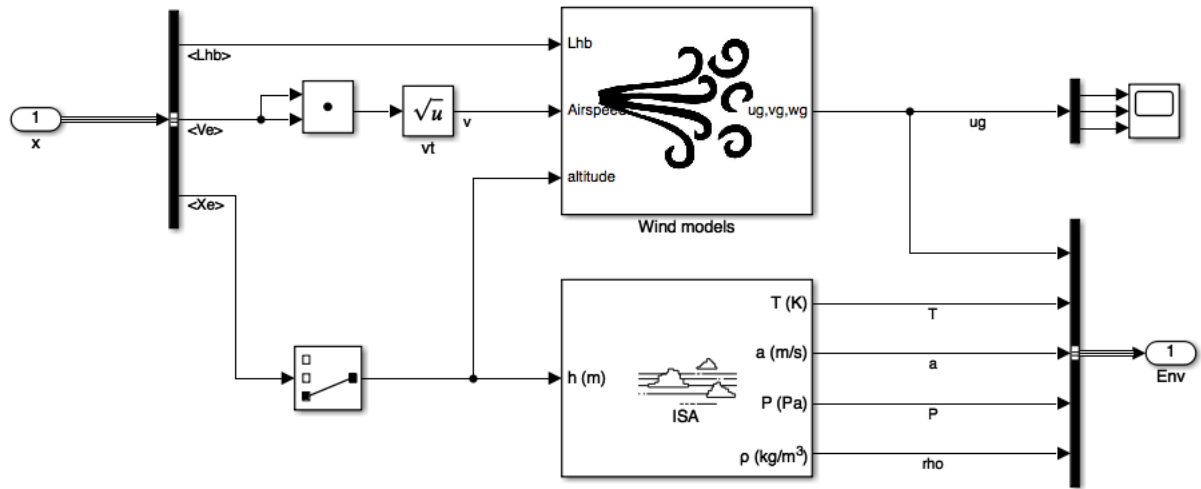 1
x
<Lhb>
<Ve>
<Xe>
√u
vt
v
Lhb
Airspeed
altitude
ug,vg,wg
Wind models
ug
h (m)
ISA
T (K)
a (m/s)
P (Pa)
ρ (kg/m³)
T
a
P
rho
1
Env